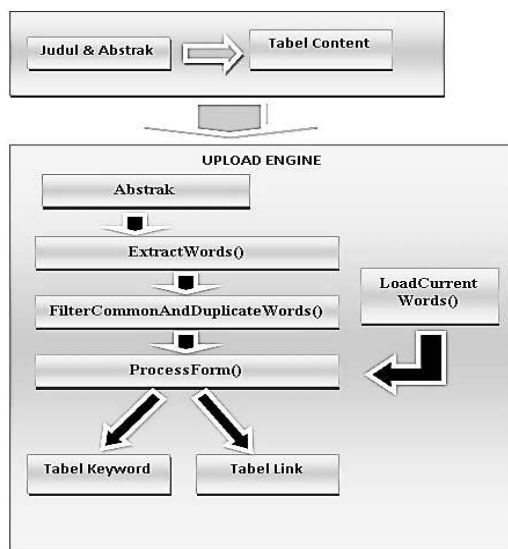 Judul & Abstrak
Tabel Content
UPLOAD ENGINE
Abstrak
ExtractWords()
FilterCommonAndDuplicateWords()
LoadCurrent
Words()
ProcessForm()
Tabel Keyword
Tabel Link